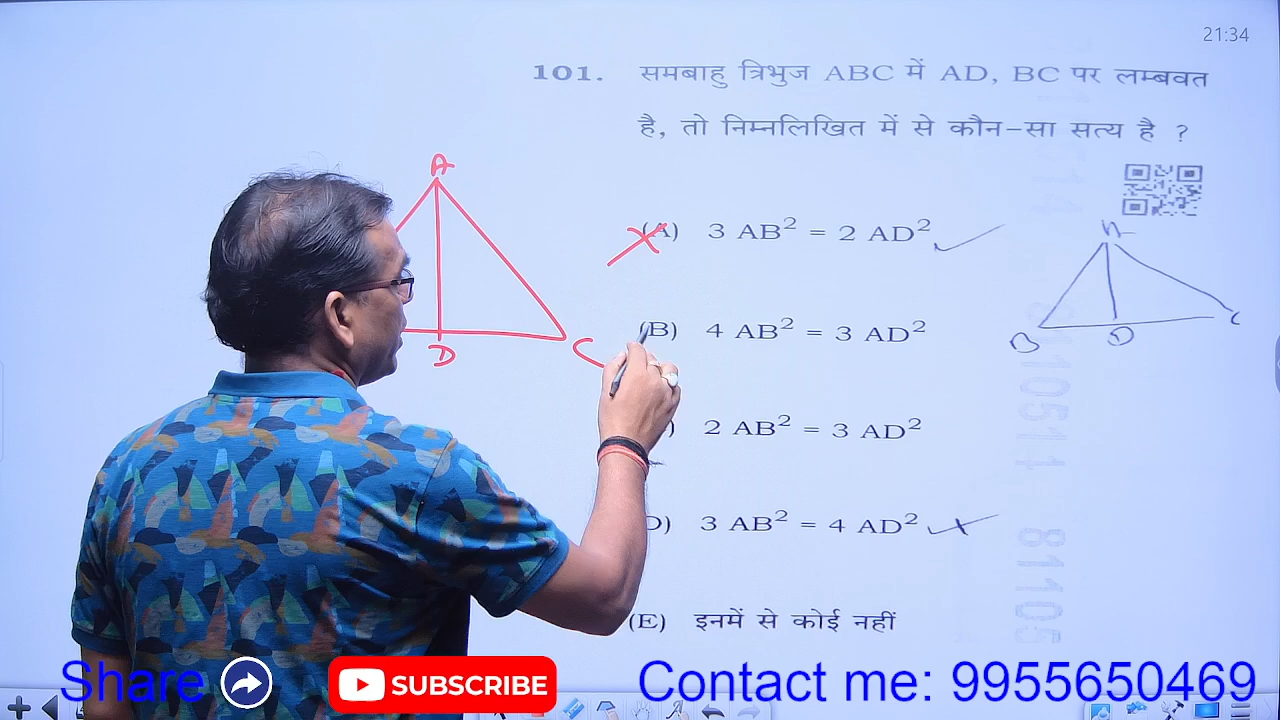 21:34
101. समबाहु त्रिभुज ABC में AD, BC पर लम्बवत
है, तो निम्नलिखित में से कौन-सा सत्य है ?
A
D
C
(A) 3 AB² = 2 AD²
(B) 4 AB² = 3 AD²
) 2 AB² = 3 AD²
D) 3 AB² = 4 AD²
(E) इनमें से कोई नहीं
B
D
C
Share
SUBSCRIBE
Contact me: 9955650469